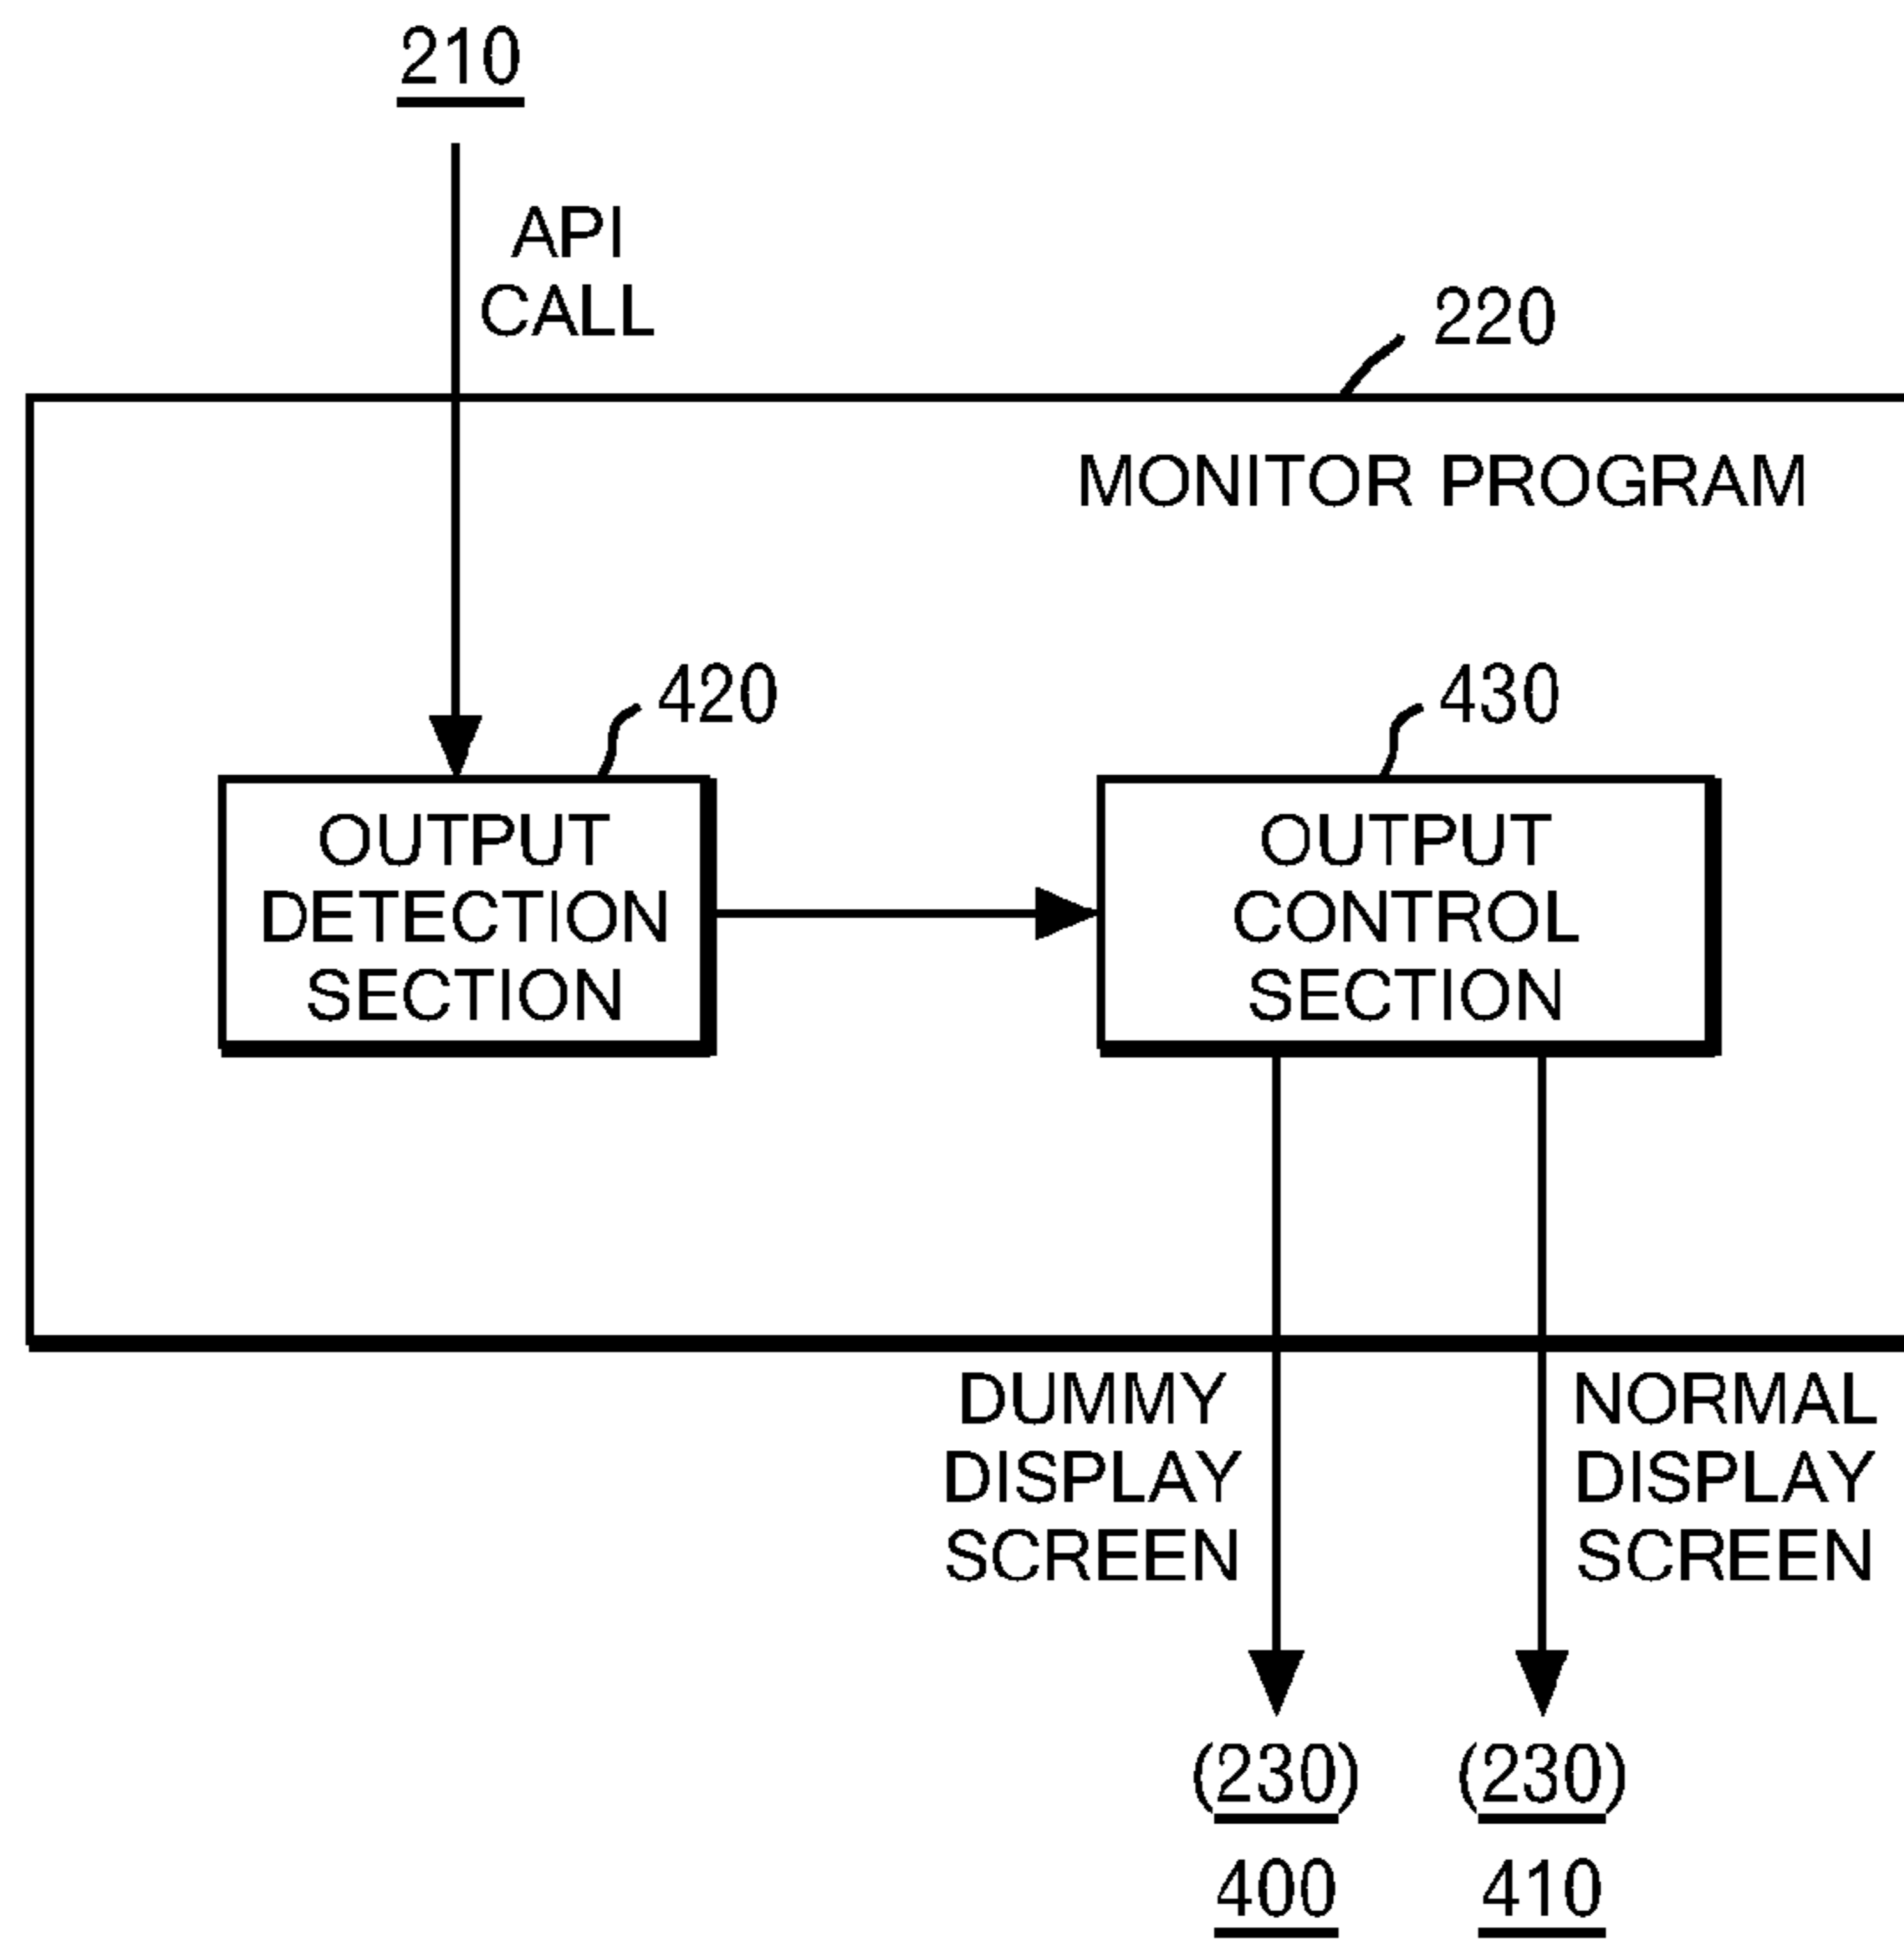 210
API
CALL
220
MONITOR PROGRAM
420
430
OUTPUT
DETECTION
SECTION
OUTPUT
CONTROL
SECTION
DUMMY
DISPLAY
SCREEN
NORMAL
DISPLAY
SCREEN
(230)
(230)
400
410